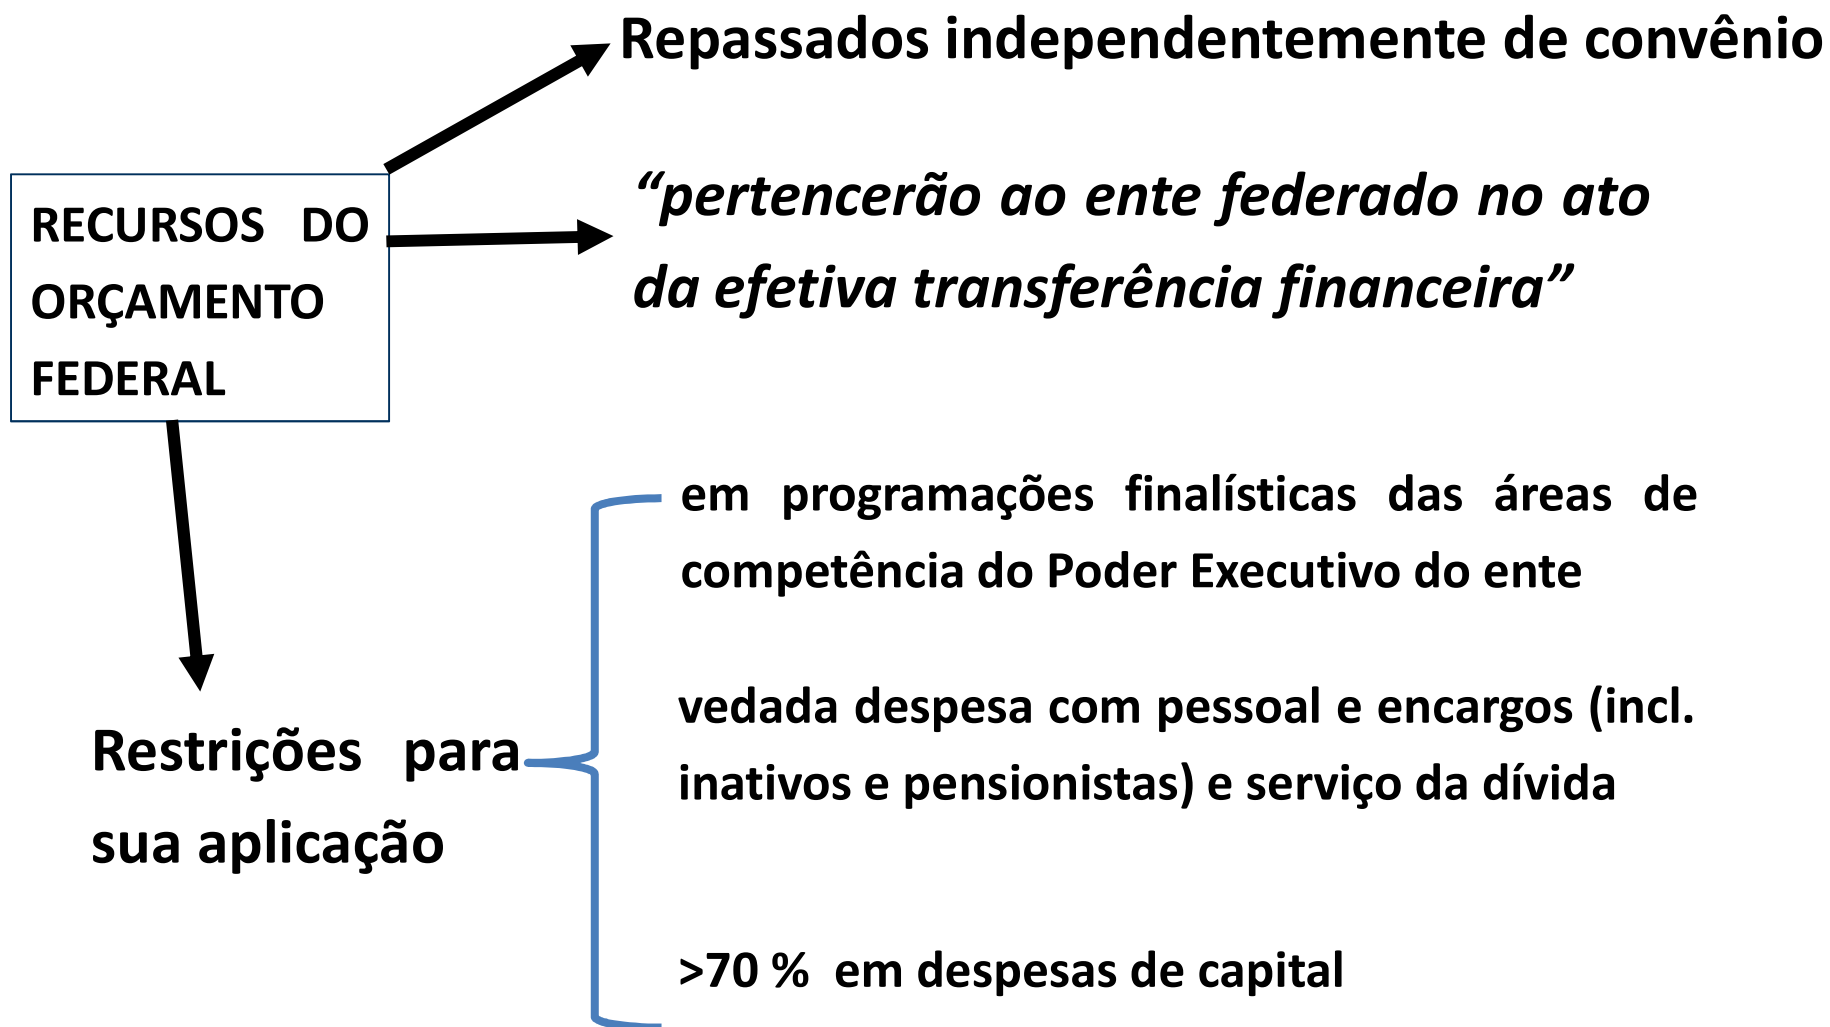 Repassados independentemente de convênio
RECURSOS DO
ORÇAMENTO
FEDERAL
“pertencerão ao ente federado no ato
da efetiva transferência financeira”
Restrições para
sua aplicação
em programações finalísticas das áreas de
competência do Poder Executivo do ente
vedada despesa com pessoal e encargos (incl.
inativos e pensionistas) e serviço da dívida
>70 % em despesas de capital